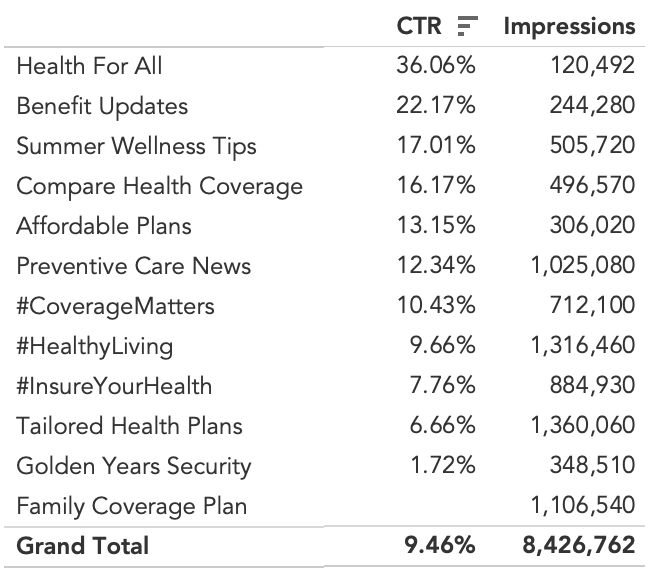 CTR Impressions
Health For All 36.06% 120,492
Benefit Updates 22.17% 244,280
Summer Wellness Tips 17.01% 505,720
Compare Health Coverage 16.17% 496,570
Affordable Plans 13.15% 306,020
Preventive Care News 12.34% 1,025,080
#CoverageMatters 10.43% 712,100
#HealthyLiving 9.66% 1,316,460
#InsureYourHealth 7.76% 884,930
Tailored Health Plans 6.66% 1,360,060
Golden Years Security 1.72% 348,510
Family Coverage Plan 1,106,540
Grand Total 9.46% 8,426,762